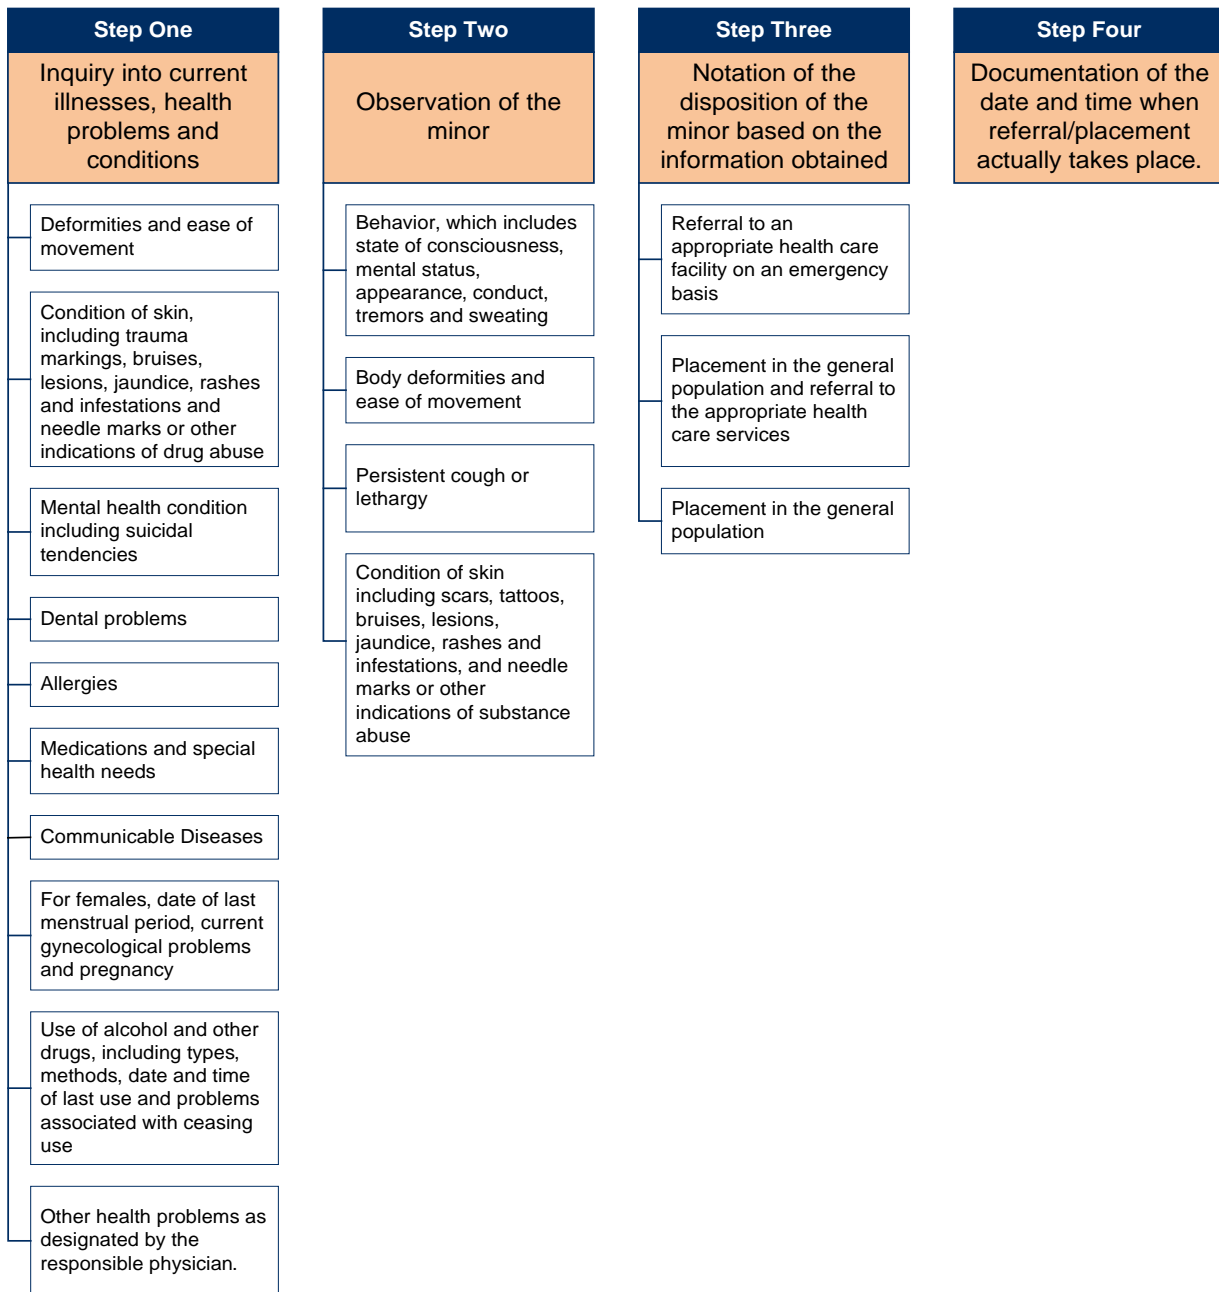 Step One
Inquiry into current
illnesses, health
problems and
conditions
Deformities and ease of
movement
Condition of skin,
including trauma
markings, bruises,
lesions, jaundice, rashes
and infestations and
needle marks or other
indications of drug abuse
Mental health condition
including suicidal
tendencies
Dental problems
Allergies
Medications and special
health needs
Communicable Diseases
For females, date of last
menstrual period, current
gynecological problems
and pregnancy
Use of alcohol and other
drugs, including types,
methods, date and time
of last use and problems
associated with ceasing
use
Other health problems as
designated by the
responsible physician.
Step Two
Observation of the
minor
Behavior, which includes
state of consciousness,
mental status,
appearance, conduct,
tremors and sweating
Body deformities and
ease of movement
Persistent cough or
lethargy
Condition of skin
including scars, tattoos,
bruises, lesions,
jaundice, rashes and
infestations, and needle
marks or other
indications of substance
abuse
Step Three
Notation of the
disposition of the
minor based on the
information obtained
Referral to an
appropriate health care
facility on an emergency
basis
Placement in the general
population and referral to
the appropriate health
care services
Placement in the general
population
Step Four
Documentation of the
date and time when
referral/placement
actually takes place.